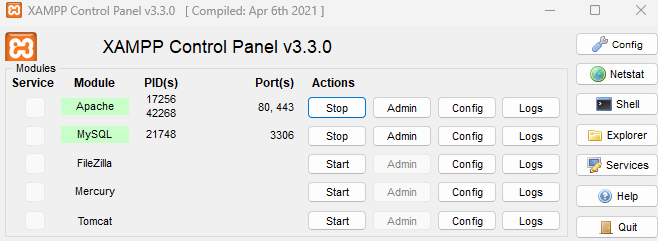 XAMPP Control Panel v3.3.0 [ Compiled: Apr 6th 2021 ]
XAMPP Control Panel v3.3.0
Config
Modules
Service Module PID(s) Port(s) Actions
Netstat
Apache 17256 42268 80, 443 Stop Admin Config Logs
Shell
MySQL 21748 3306 Stop Admin Config Logs
Explorer
FileZilla Start Admin Config Logs
Services
Mercury Start Admin Config Logs
Help
Tomcat Start Admin Config Logs
Quit